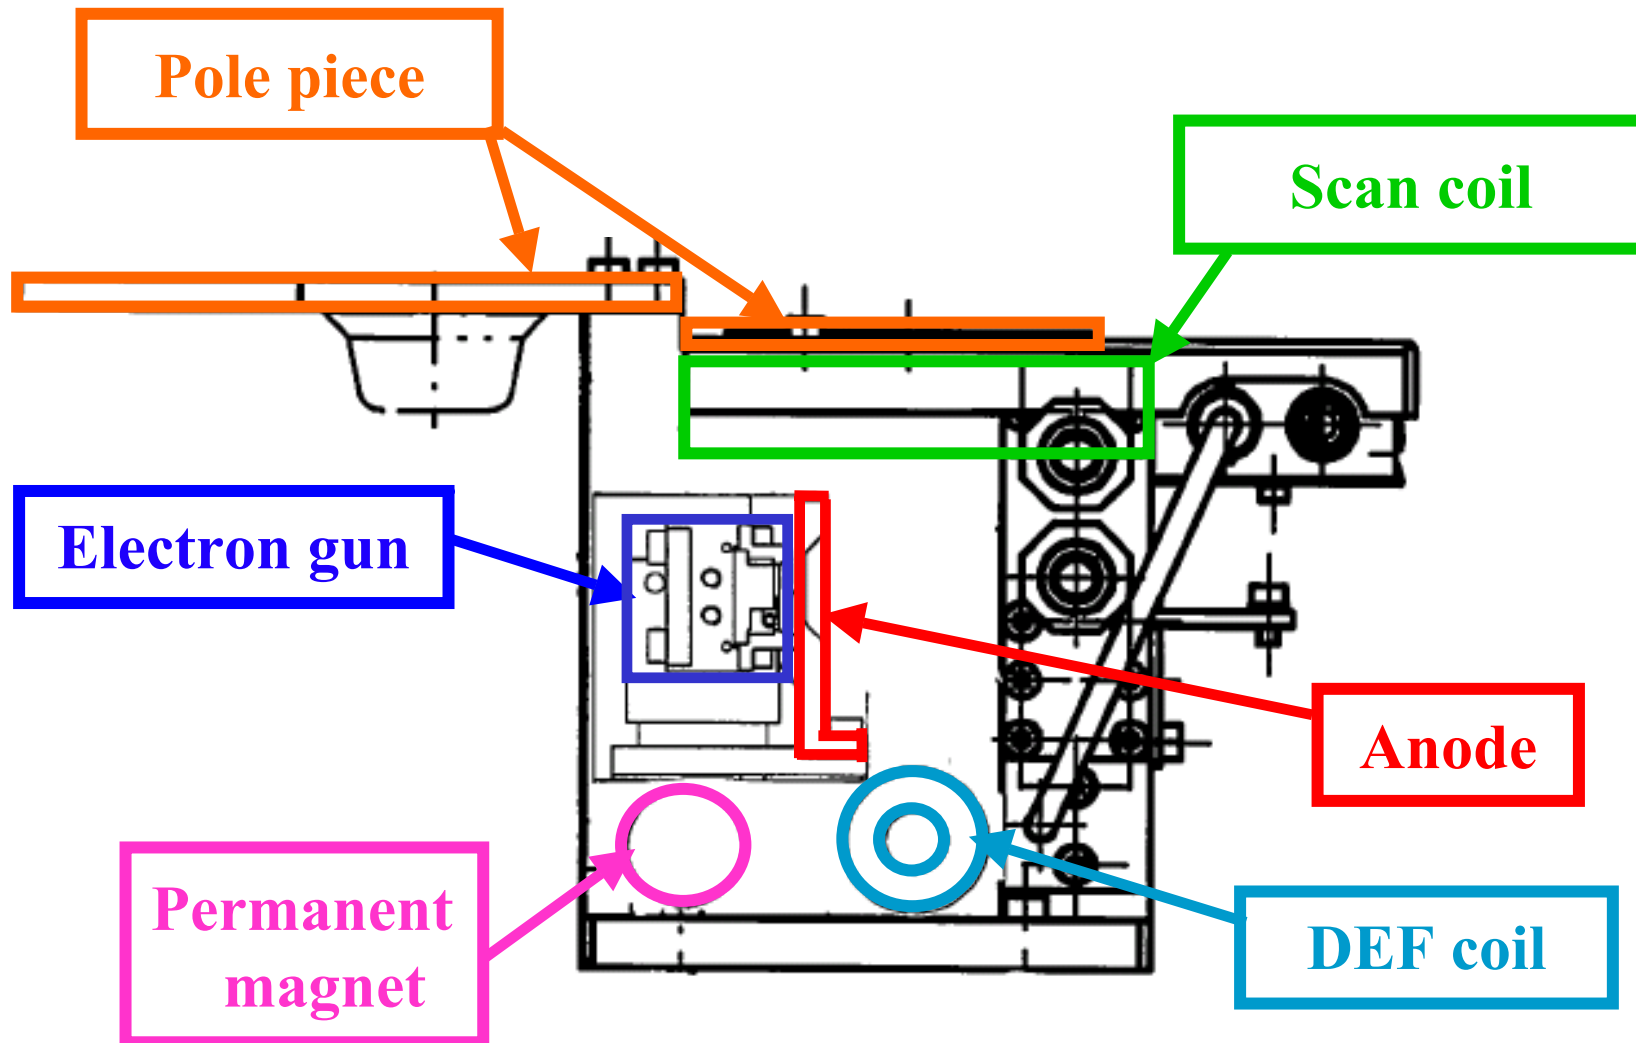 Pole piece
Scan coil
Electron gun
Anode
Permanent
magnet
DEF coil